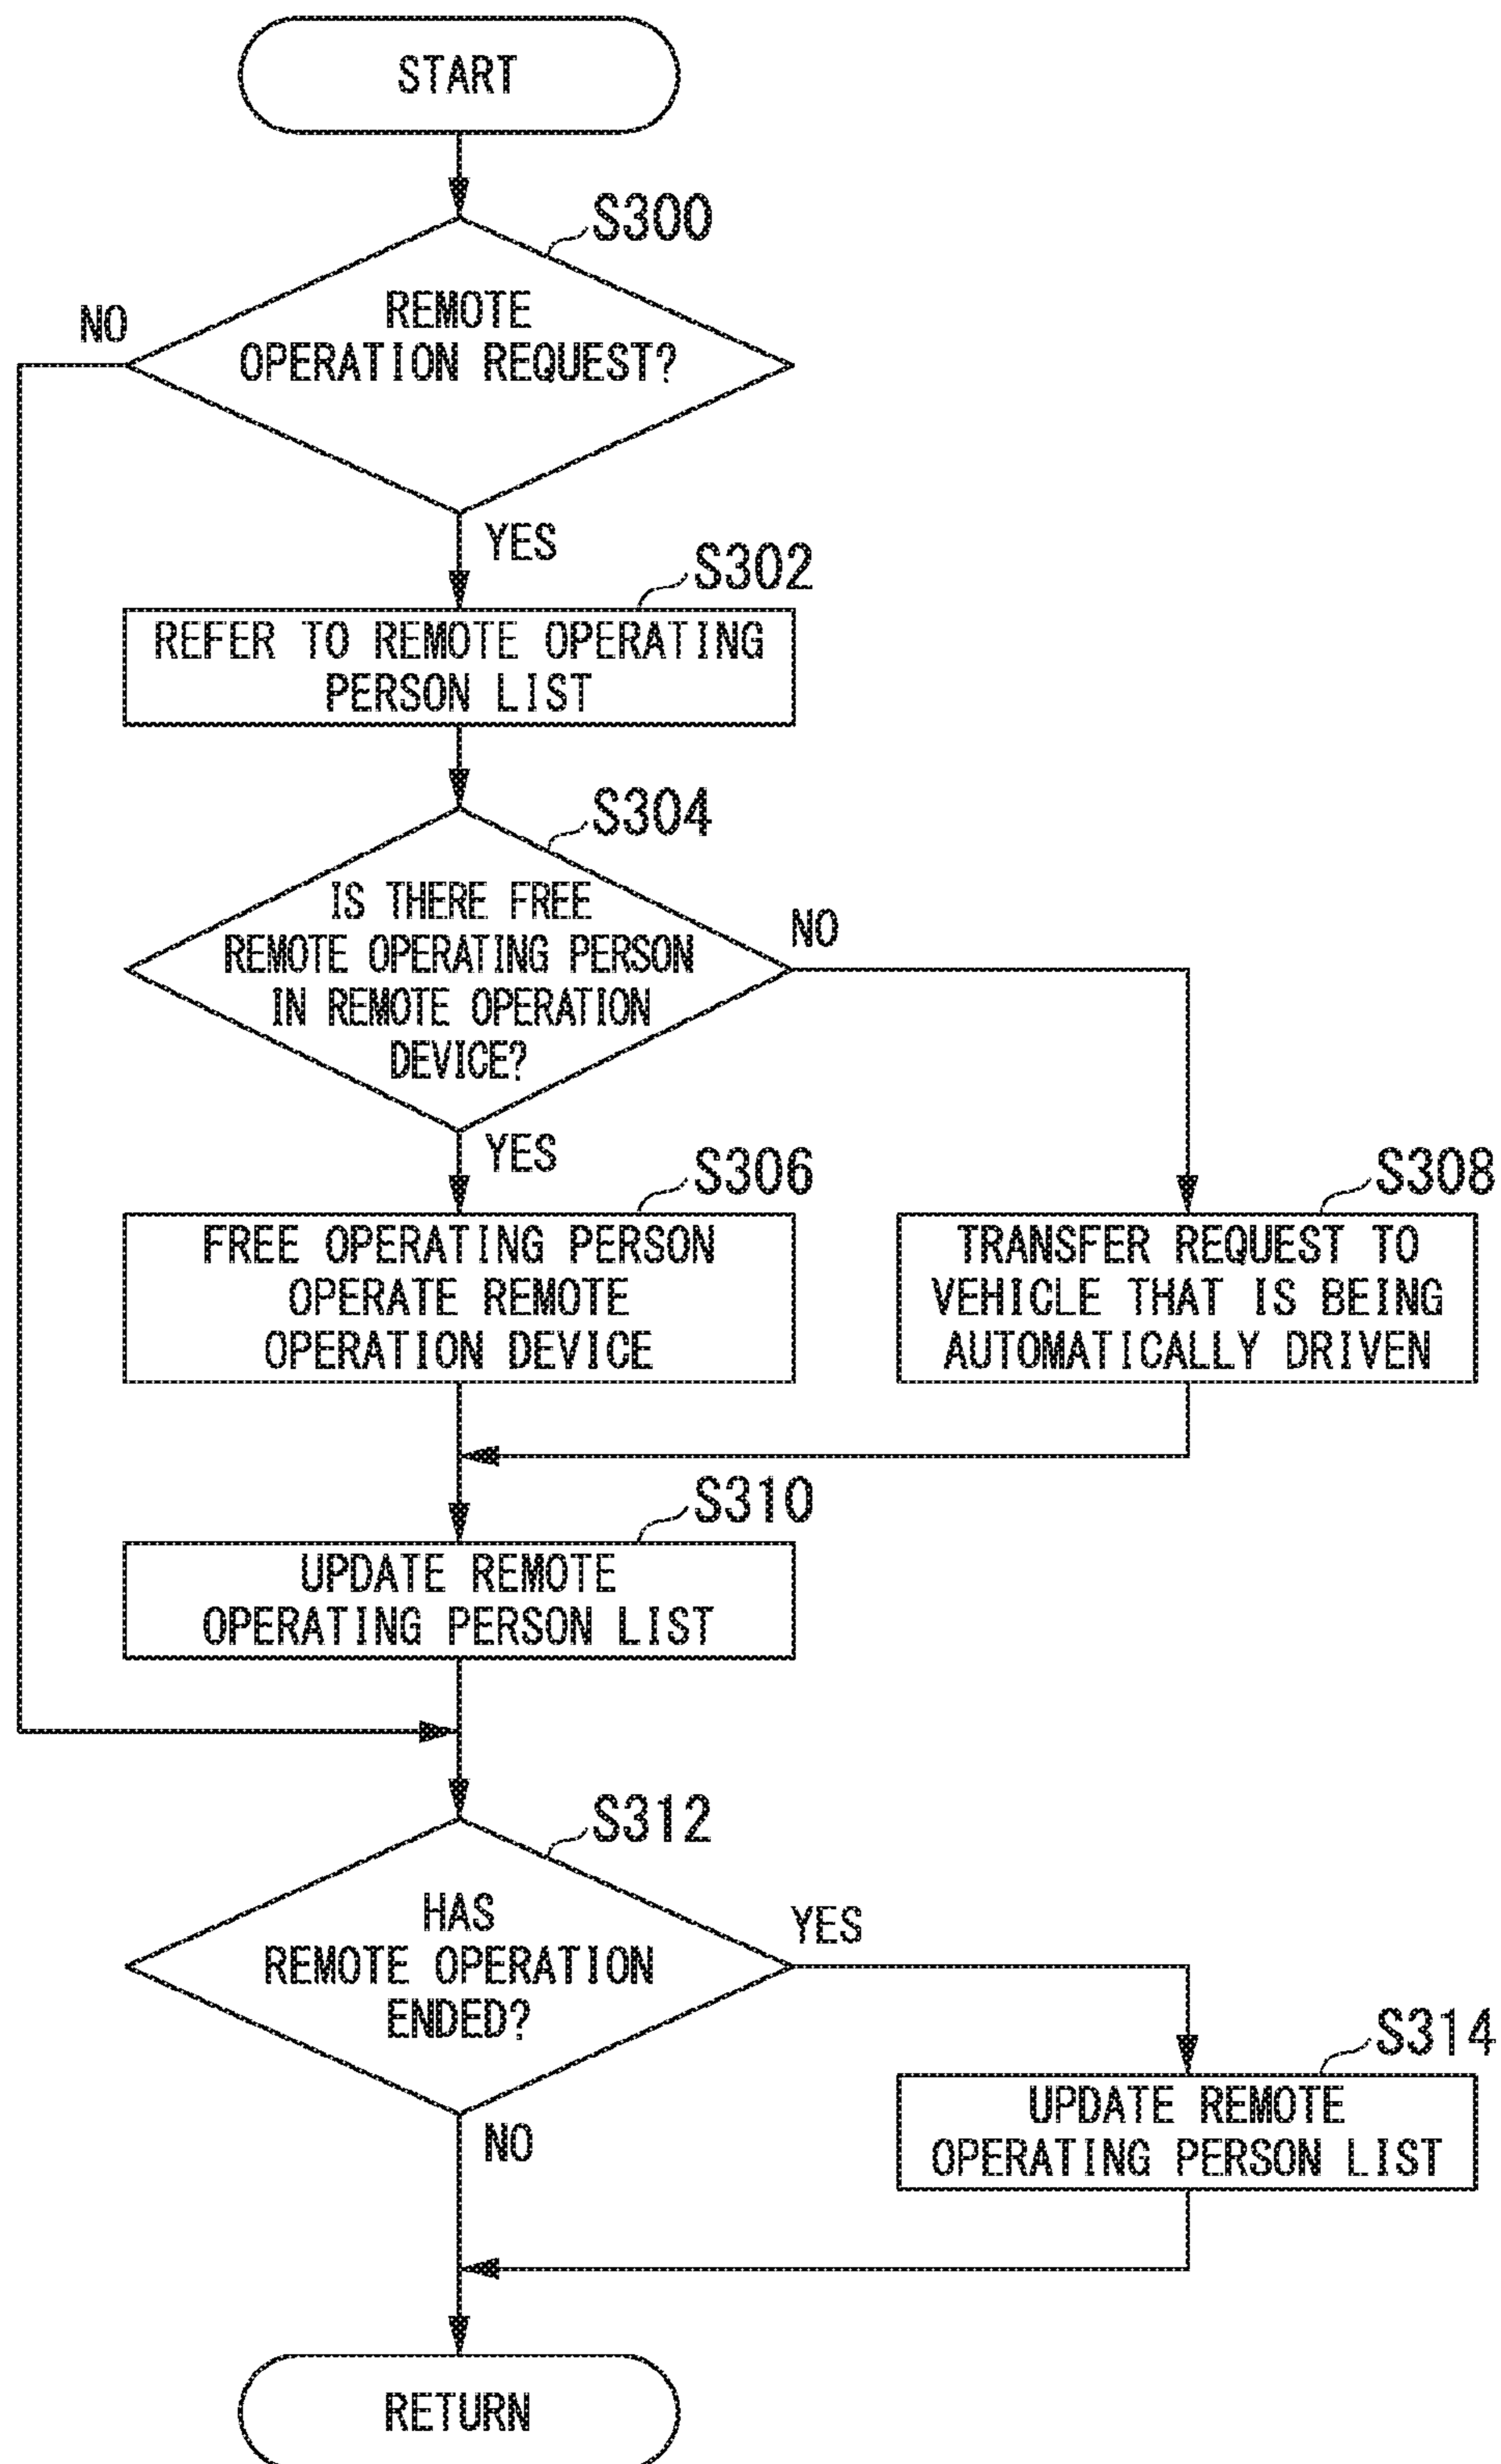 START
S300
NO
REMOTE
OPERATION REQUEST?
YES
S302
REFER TO REMOTE OPERATING
PERSON LIST
S304
IS THERE FREE
REMOTE OPERATING PERSON
IN REMOTE OPERATION
DEVICE?
NO
YES
S306
FREE OPERATING PERSON
OPERATE REMOTE
OPERATION DEVICE
S308
TRANSFER REQUEST TO
VEHICLE THAT IS BEING
AUTOMATICALLY DRIVEN
S310
UPDATE REMOTE
OPERATING PERSON LIST
S312
HAS
REMOTE OPERATION
ENDED?
YES
NO
S314
UPDATE REMOTE
OPERATING PERSON LIST
RETURN